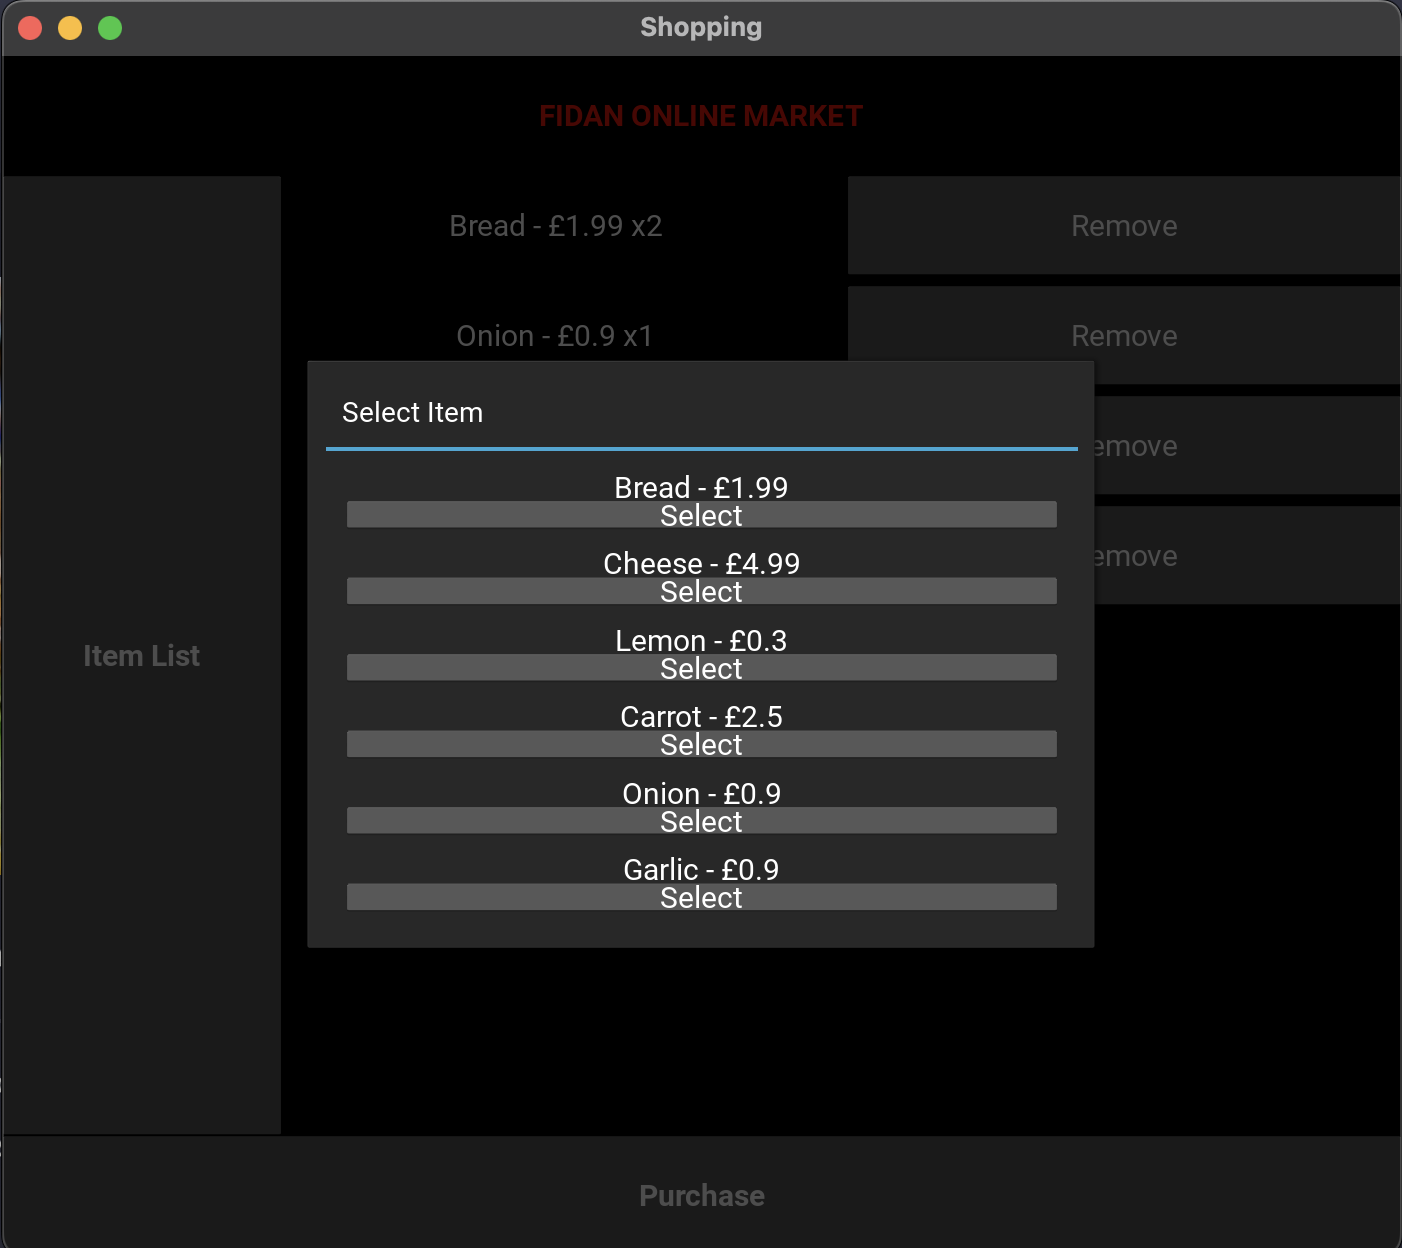 Shopping
FIDAN ONLINE MARKET
Bread - £1.99 x2
Remove
Onion - £0.9 x1
Remove
Select Item
Bread - £1.99
Select
Cheese - £4.99
Select
Lemon - £0.3
Select
Carrot - £2.5
Select
Onion - £0.9
Select
Garlic - £0.9
Select
emove
emove
Item List
Purchase